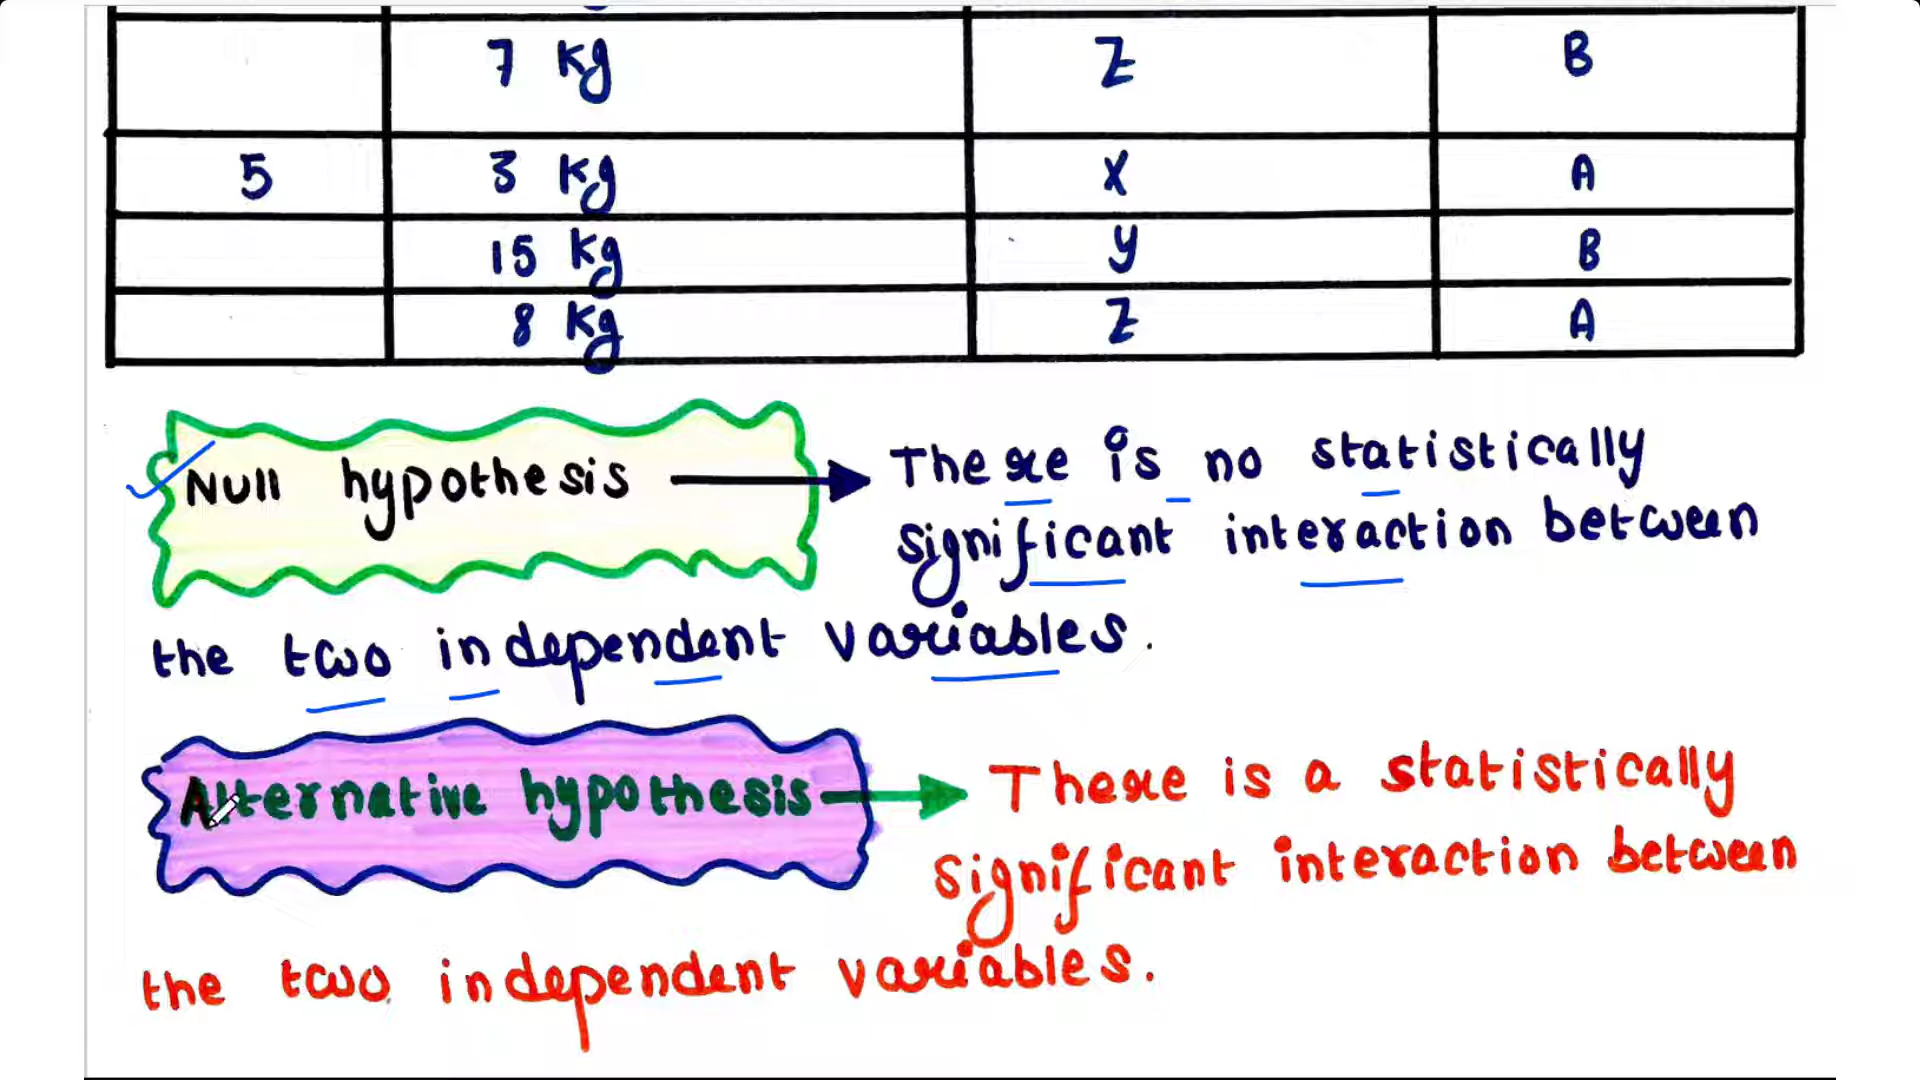 7 kg Z B
5 3 kg X A
15 kg y B
8 kg Z A
Null hypothesis There is no statistically
significant interaction between
the two independent variables.
Alternative hypothesis There is a statistically
significant interaction between
the two independent variables.